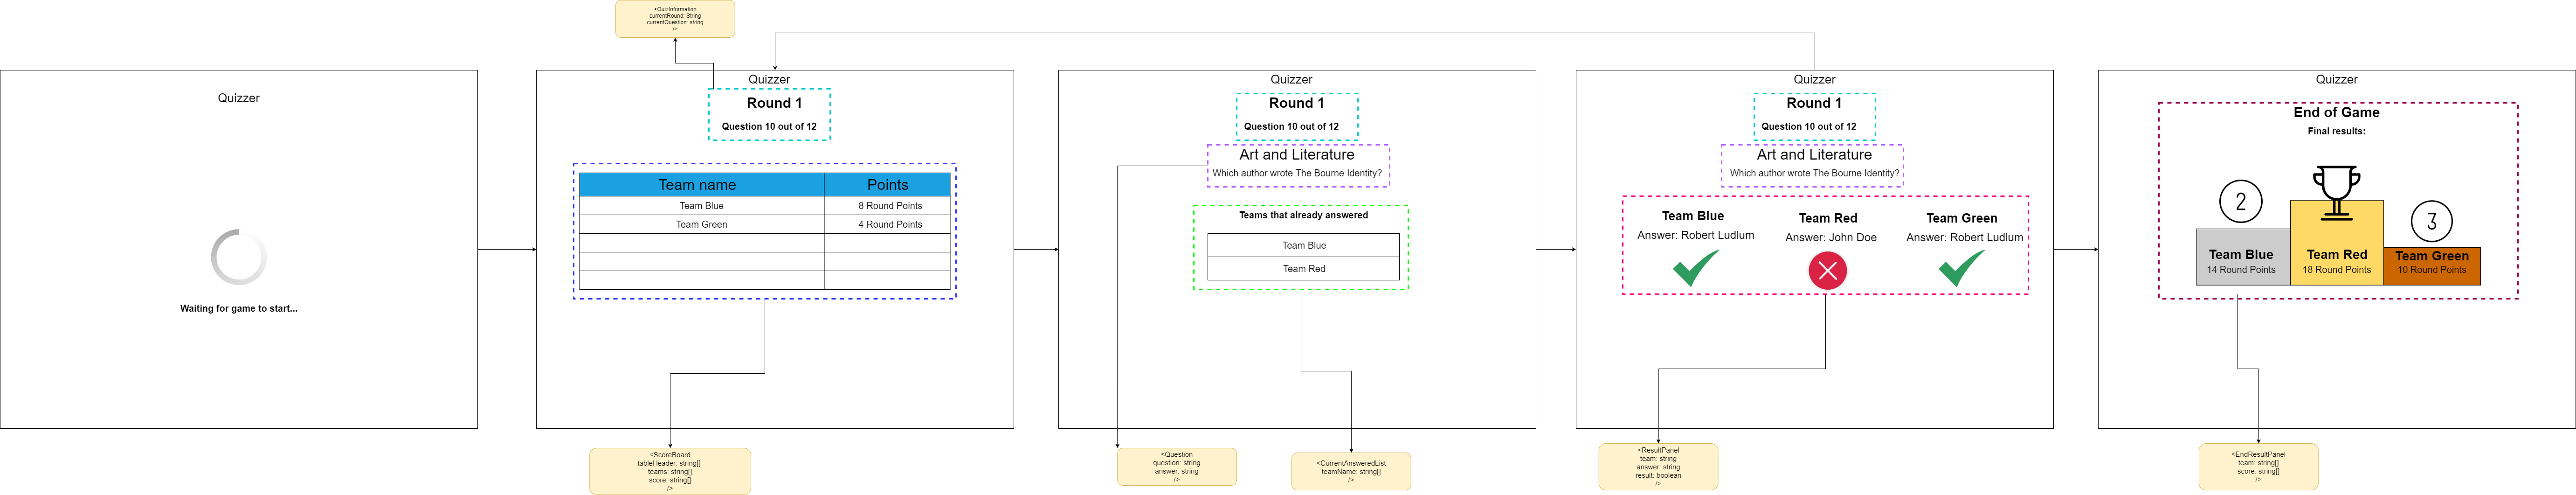 <QuizInformation
currentRound: String
currentQuestion: string
/>
Quizzer
Waiting for game to start...
Quizzer
Round 1
Question 10 out of 12
Team name Points
Team Blue 8 Round Points
Team Green 4 Round Points
<ScoreBoard
tableHeader: string[]
teams: string[]
score: string[]
/>
Quizzer
Round 1
Question 10 out of 12
Art and Literature
Which author wrote The Bourne Identity?
Teams that already answered
Team Blue
Team Red
<Question
question: string
answer: string
/>
<CurrentAnsweredList
teamName: string[]
/>
Quizzer
Round 1
Question 10 out of 12
Art and Literature
Which author wrote The Bourne Identity?
Team Blue
Answer: Robert Ludlum
Team Red
Answer: John Doe
Team Green
Answer: Robert Ludlum
<ResultPanel
team: string
answer: string
result: boolean
/>
Quizzer
End of Game
Final results:
2
3
Team Blue
14 Round Points
Team Red
18 Round Points
Team Green
10 Round Points
<EndResultPanel
team: string[]
score: string[]
/>